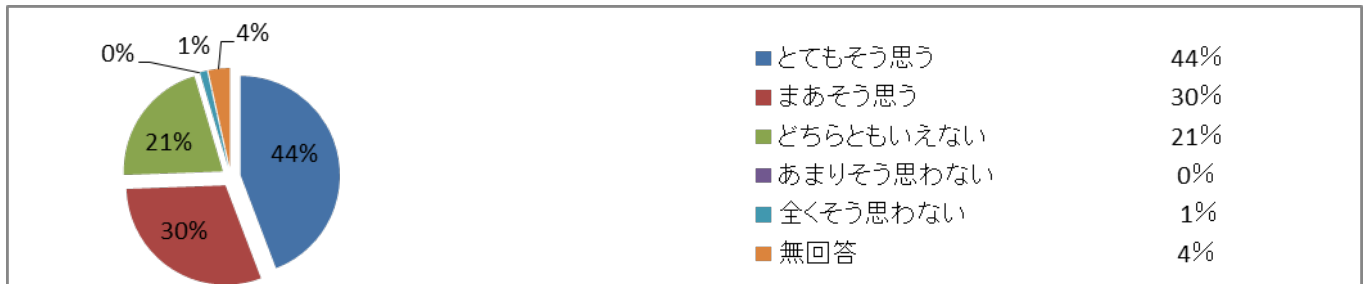 0%
1%
4%
21%
44%
30%
とてもそう思う 44%
まあそう思う 30%
どちらともいえない 21%
あまりそう思わない 0%
全くそう思わない 1%
無回答 4%